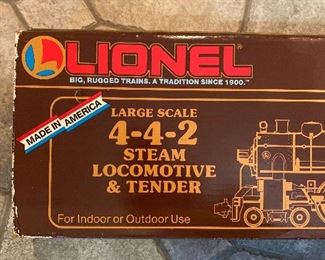 LIONEL
BIG, RUGGED TRAINS. A TRADITION SINCE 1900.™
MADE IN AMERICA
LARGE SCALE
4-4-2
STEAM
LOCOMOTIVE
& TENDER
For Indoor or Outdoor Use